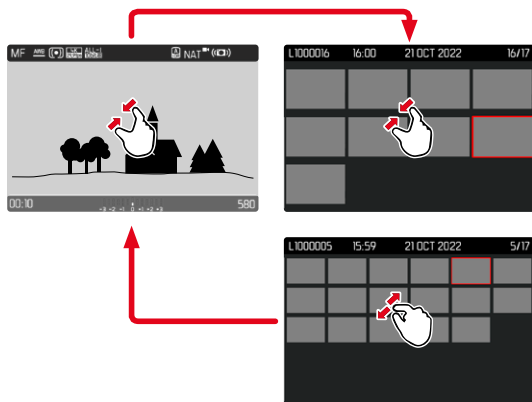 MF NAT
00:10 580
+3 +2 +1 0 +1 +2 +3
L1000016 16:00 21 OCT 2022 16/17
L1000005 15:59 21 OCT 2022 5/17